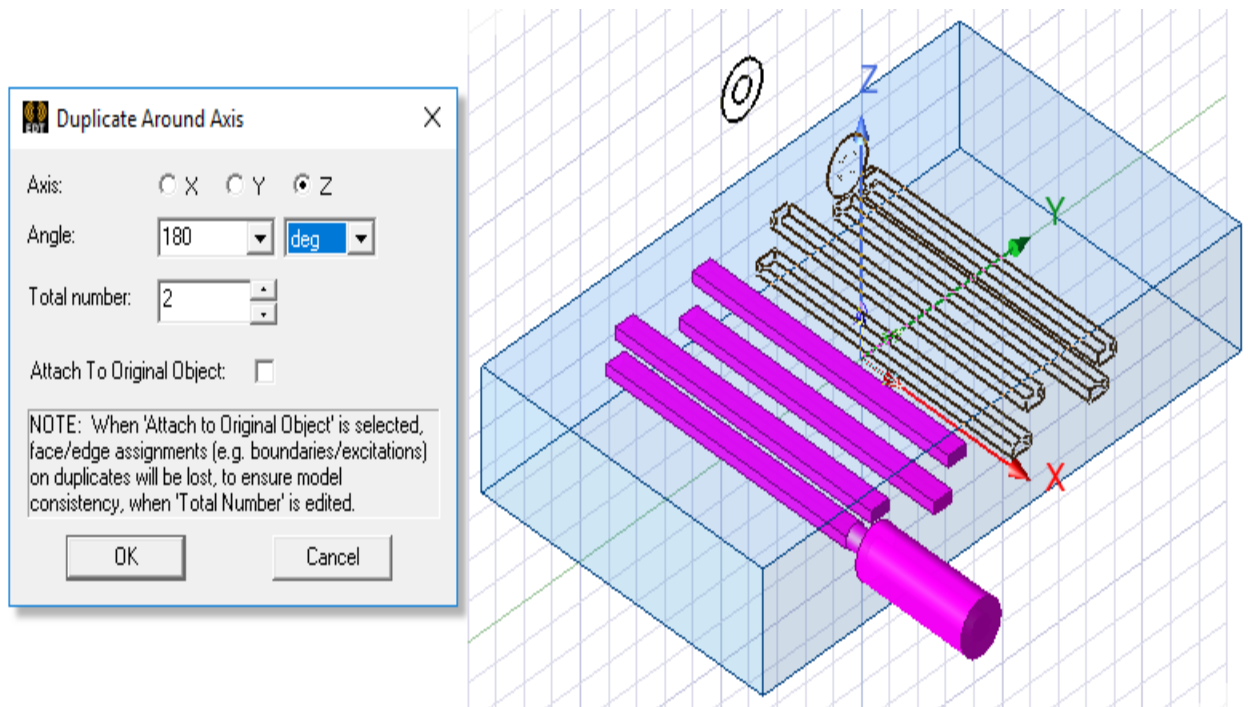 EDT
Duplicate Around Axis
Axis: X Y Z
Angle: 180 deg
Total number: 2
Attach To Original Object:
NOTE: When 'Attach to Original Object' is selected,
face/edge assignments (e.g. boundaries/excitations)
on duplicates will be lost, to ensure model
consistency, when 'Total Number' is edited.
OK Cancel
Z
Y
X